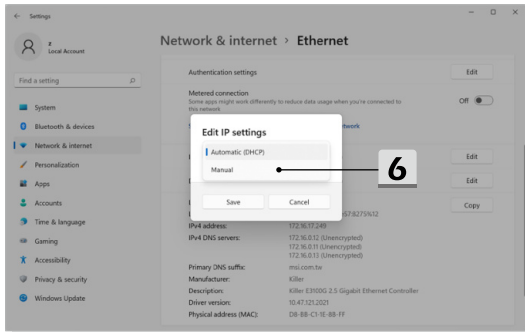 Settings
Network & internet > Ethernet
Local Account
Find a setting
System
Bluetooth & devices
Network & internet
Personalization
Apps
Accounts
Time & language
Gaming
Accessibility
Privacy & security
Windows Update
Authentication settings
Edit
Metered connection
Some apps might work differently to reduce data usage when you're connected to
this network
Off
Edit IP settings
Automatic (DHCP)
Manual
6
Save
Cancel
Edit
Edit
Copy
IPv4 address: 172.16.17.249
IPv4 DNS servers: 172.16.0.12 (Unencrypted)
172.16.0.11 (Unencrypted)
172.16.0.13 (Unencrypted)
Primary DNS suffix: msi.com.tw
Manufacturer: Killer
Description: Killer E3100G 2.5 Gigabit Ethernet Controller
Driver version: 10.47.121.2021
Physical address (MAC): D8-BB-C1-1E-8B-FF